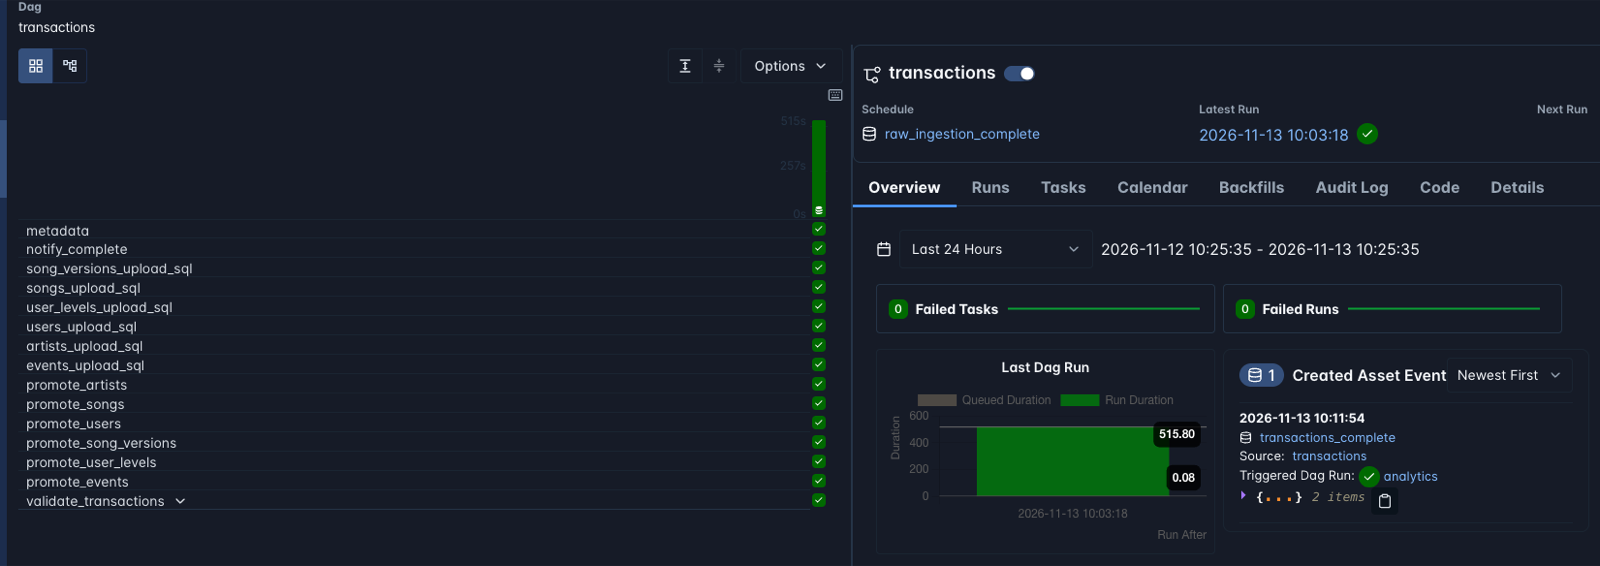 Dag
transactions
Options
515s
257s
0s
metadata
notify_complete
song_versions_upload_sql
songs_upload_sql
user_levels_upload_sql
users_upload_sql
artists_upload_sql
events_upload_sql
promote_artists
promote_songs
promote_users
promote_song_versions
promote_user_levels
promote_events
validate_transactions
transactions
Schedule
Latest Run
Next Run
raw_ingestion_complete
2026-11-13 10:03:18
Overview
Runs
Tasks
Calendar
Backfills
Audit Log
Code
Details
Last 24 Hours
2026-11-12 10:25:35 - 2026-11-13 10:25:35
0 Failed Tasks
0 Failed Runs
Last Dag Run
Queued Duration
Run Duration
Duration
600
400
200
0
515.80
0.08
2026-11-13 10:03:18
Run After
1 Created Asset Event
Newest First
2026-11-13 10:11:54
transactions_complete
Source: transactions
Triggered Dag Run: analytics
{...} 2 items